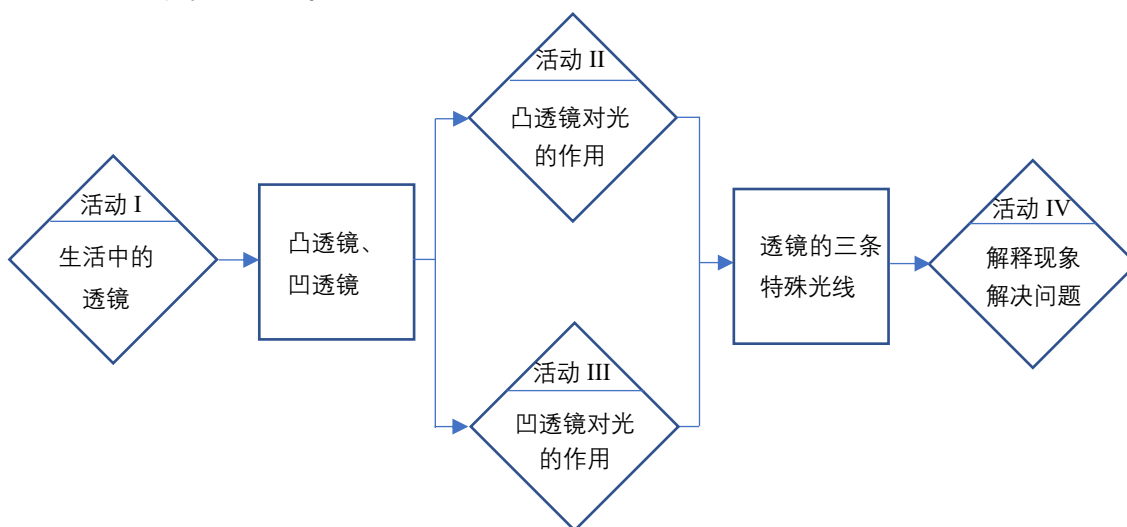 活动 I
生活中的
透镜
凸透镜、
凹透镜
活动 II
凸透镜对光
的作用
活动 III
凹透镜对光
的作用
透镜的三条
特殊光线
活动 IV
解释现象
解决问题